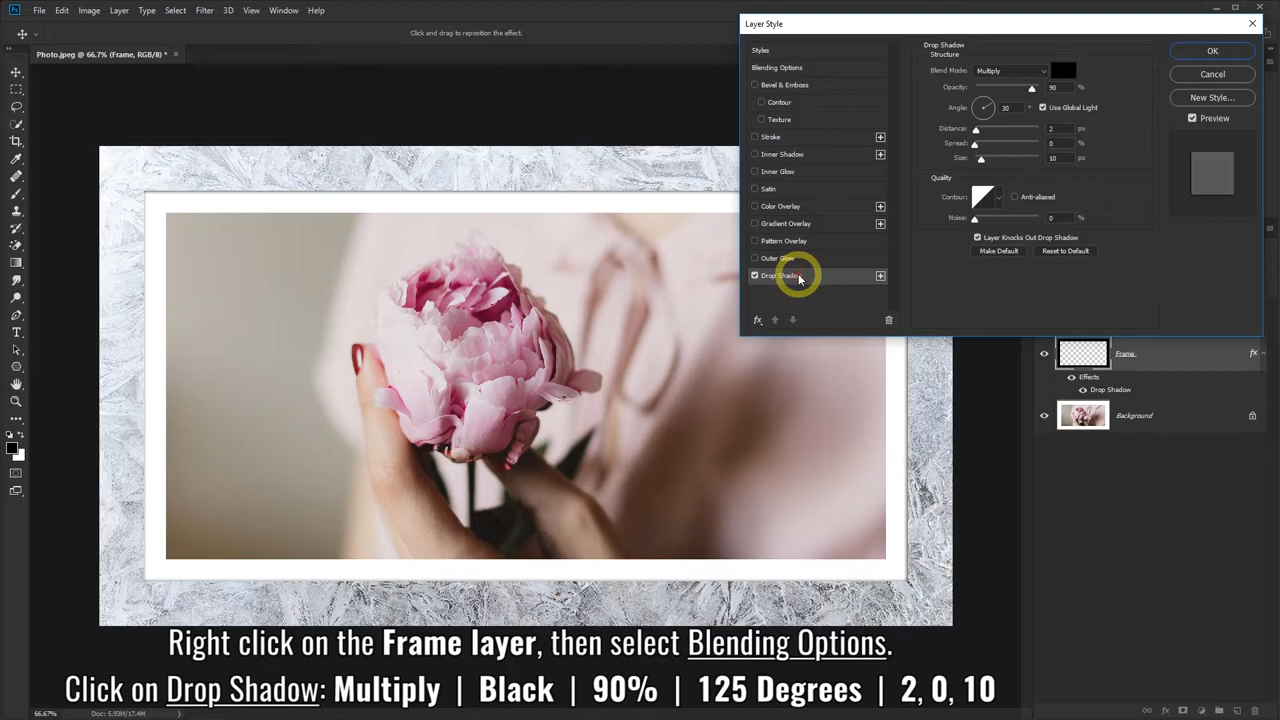 Ps File Edit Image Layer Type Select Filter 3D View Window Help
Click and drag to reposition the effect.
Photo.jpeg @ 66.7% (Frame, RGB/8) * ×
Layer Style
Styles
Blending Options
Bevel & Emboss
Contour
Texture
Stroke
Inner Shadow
Inner Glow
Satin
Color Overlay
Gradient Overlay
Pattern Overlay
Outer Glow
Drop Shadow
fx
Drop Shadow
Structure
Blend Mode: Multiply
Opacity: 90 %
Angle: 30 ° Use Global Light
Distance: 2 px
Spread: 0 %
Size: 10 px
Quality
Contour: Anti-aliased
Noise: 0 %
Layer Knocks Out Drop Shadow
Make Default Reset to Default
OK
Cancel
New Style...
Preview
Frame fx
Effects
Drop Shadow
Background
Right click on the Frame layer, then select Blending Options.
Click on Drop Shadow: Multiply | Black | 90% | 125 Degrees | 2, 0, 10
66.67% Doc: 5.93M/17.4M
fx